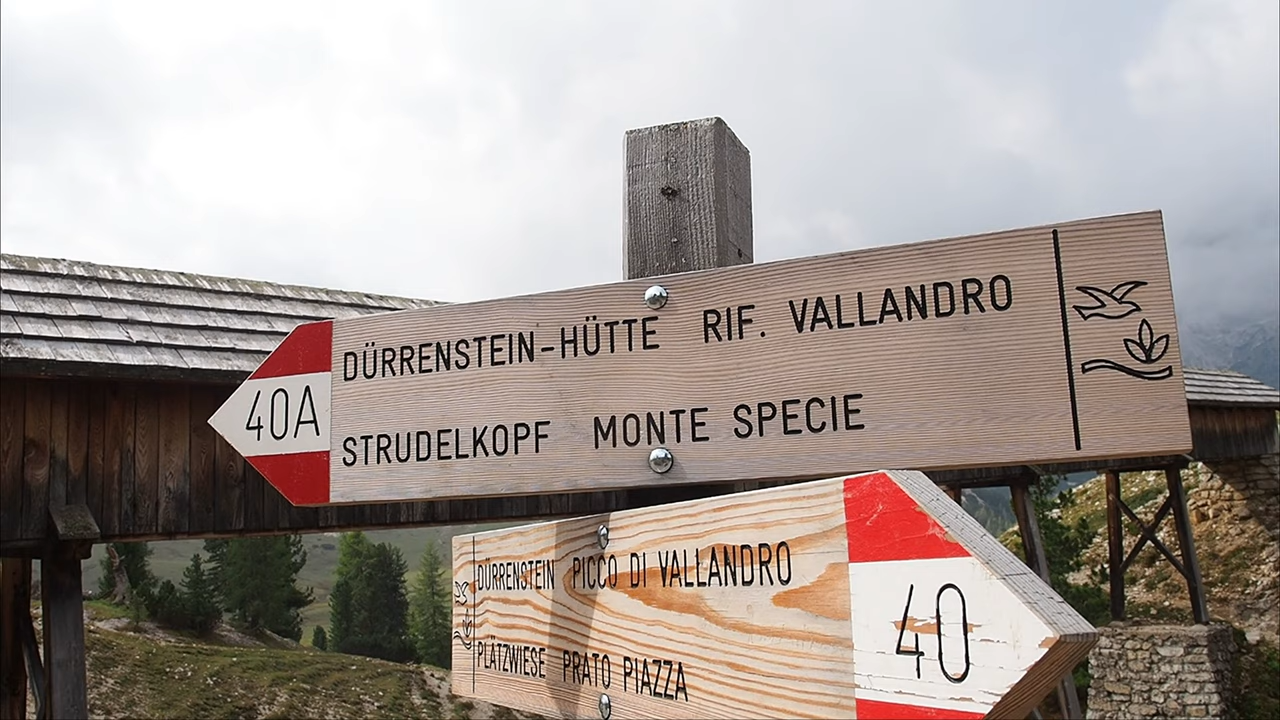 40A
DÜRRENSTEIN-HÜTTE RIF. VALLANDRO
STRUDELKOPF MONTE SPECIE
DÜRRENSTEIN PICCO DI VALLANDRO
PLÄTZWIESE PRATO PIAZZA
40